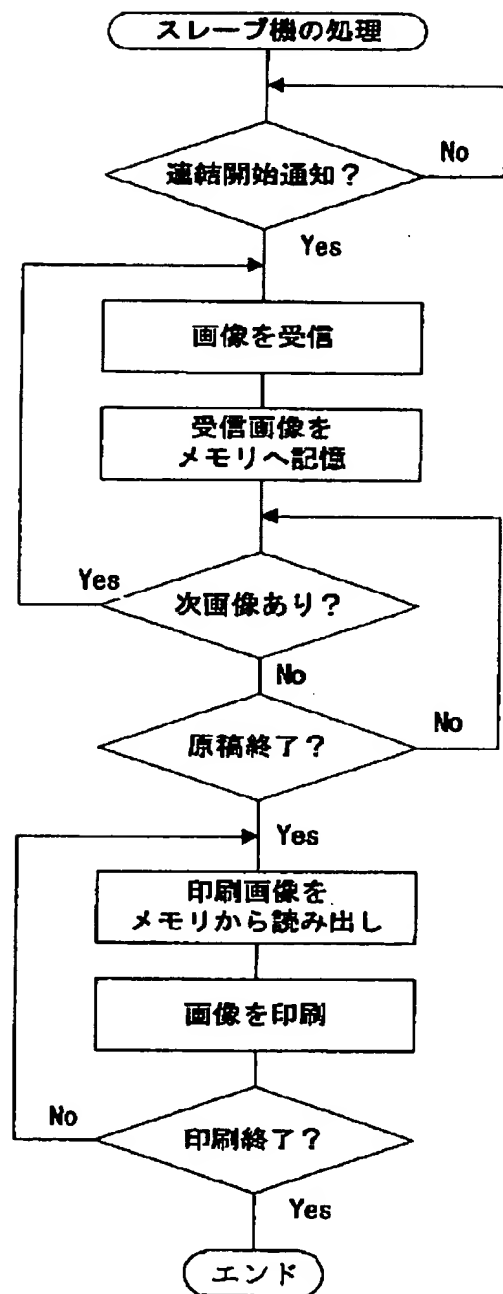 スレーブ機の処理
No
連結開始通知？
Yes
画像を受信
受信画像を
メモリへ記憶
Yes
次画像あり？
No
No
原稿終了？
Yes
印刷画像を
メモリから読み出し
画像を印刷
No
印刷終了？
Yes
エンド